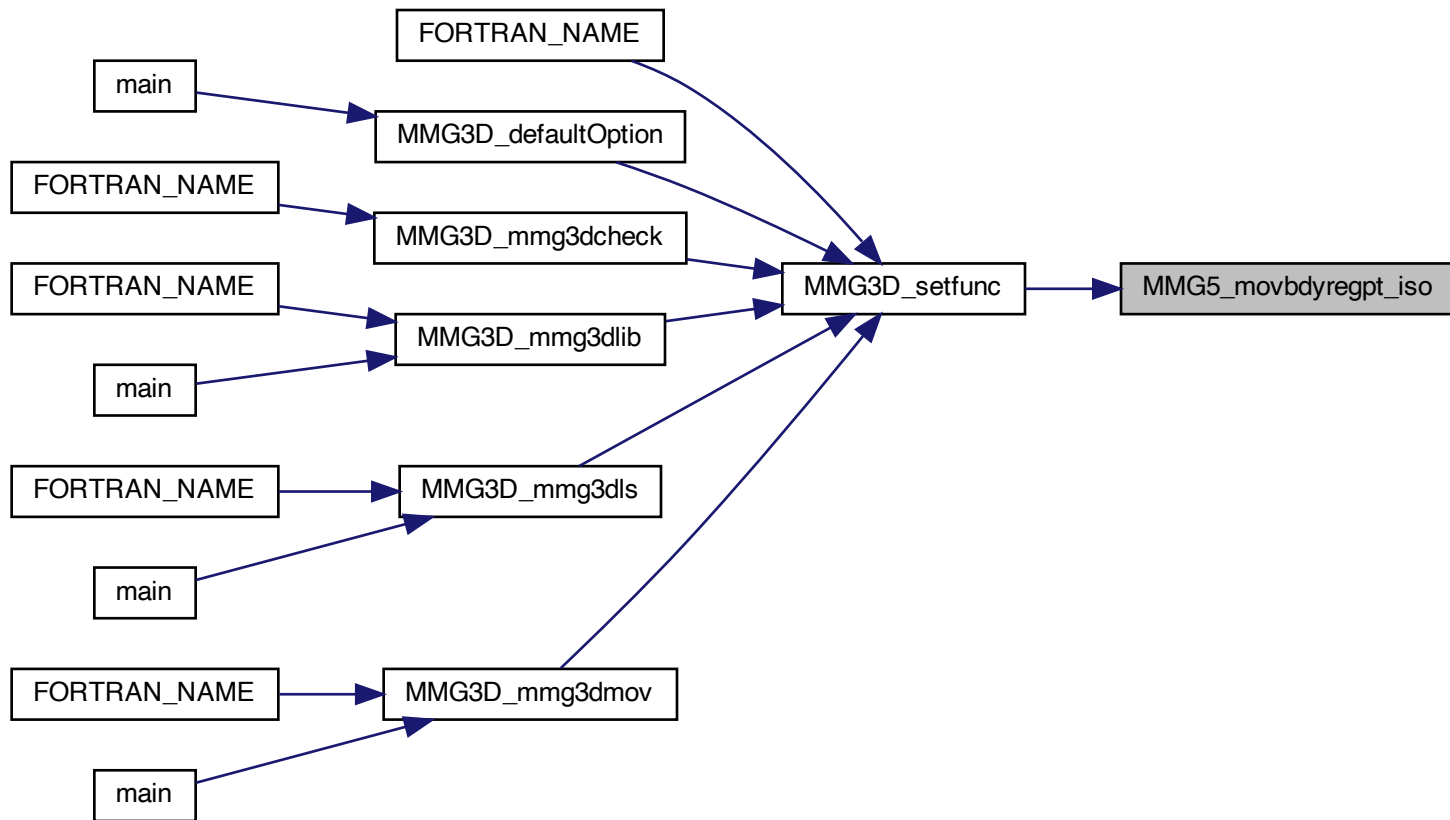 FORTRAN_NAME
main
MMG3D_defaultOption
FORTRAN_NAME
MMG3D_mmg3dcheck
FORTRAN_NAME
MMG3D_setfunc
MMG5_movbdyregpt_iso
MMG3D_mmg3dlib
main
FORTRAN_NAME
MMG3D_mmg3dls
main
FORTRAN_NAME
MMG3D_mmg3dmov
main